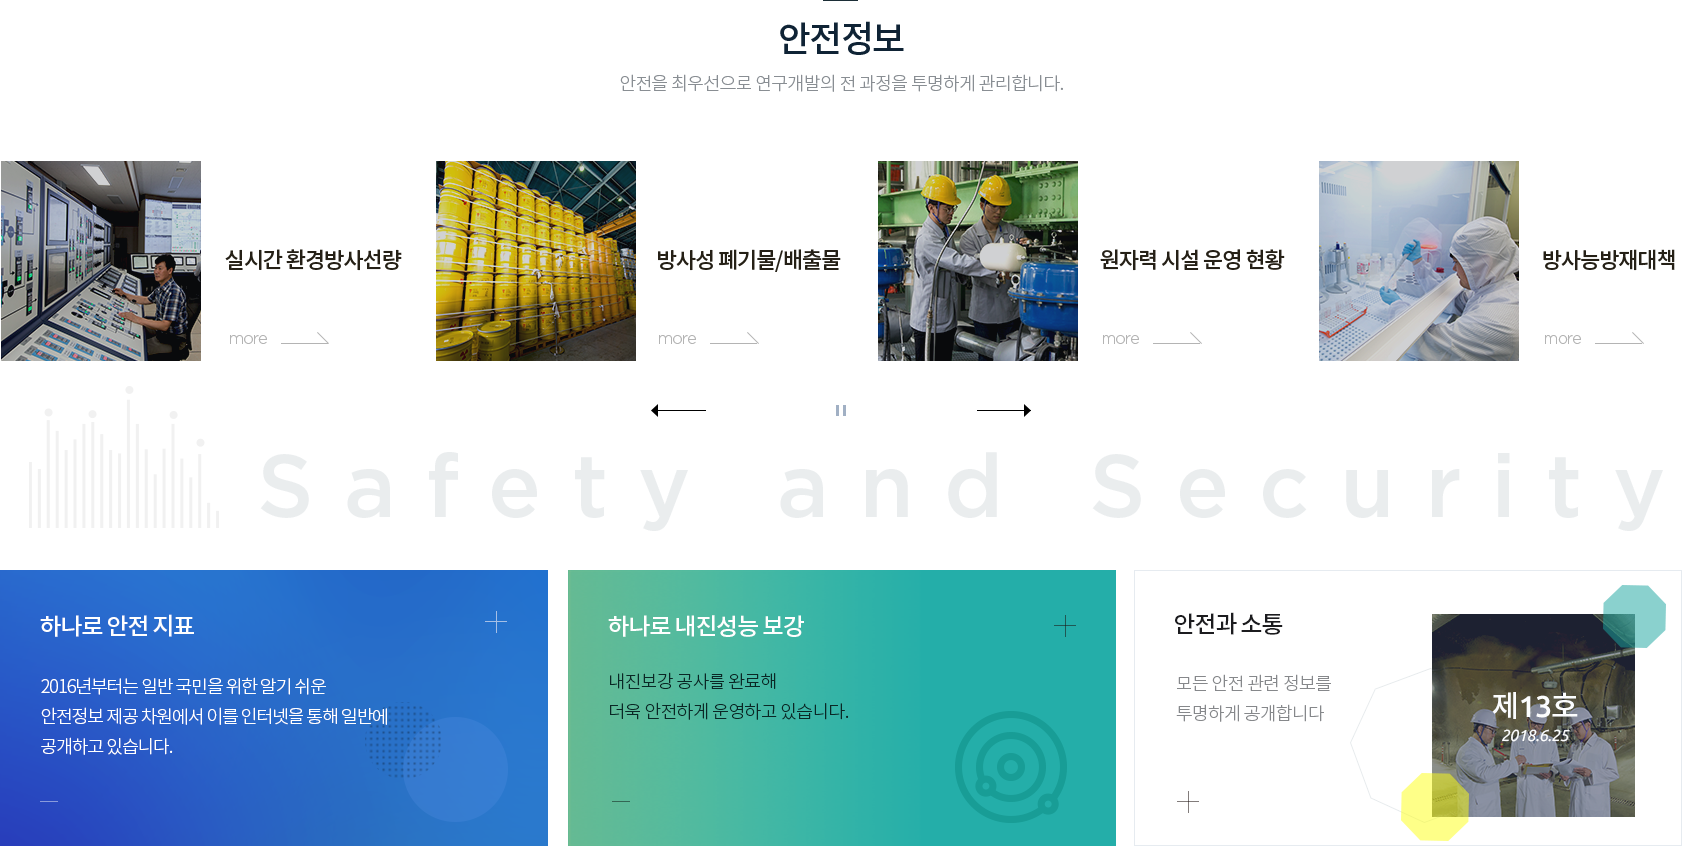 안전정보
안전을 최우선으로 연구개발의 전 과정을 투명하게 관리합니다.
실시간 환경방사선량
more
방사성 폐기물/배출물
more
원자력 시설 운영 현황
more
방사능방재대책
more
Safety and Security
하나로 안전 지표
2016년부터는 일반 국민을 위한 알기 쉬운
안전정보 제공 차원에서 이를 인터넷을 통해 일반에
공개하고 있습니다.
하나로 내진성능 보강
내진보강 공사를 완료해
더욱 안전하게 운영하고 있습니다.
안전과 소통
모든 안전 관련 정보를
투명하게 공개합니다
제13호
2018.6.25